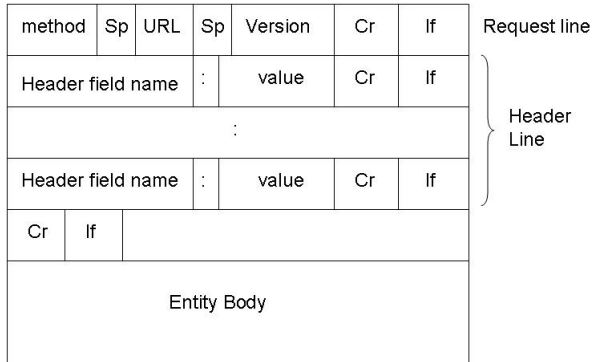 method Sp URL Sp Version Cr lf Request line
Header field name : value Cr lf
Header
Line
:
Header field name : value Cr lf
Cr lf
Entity Body